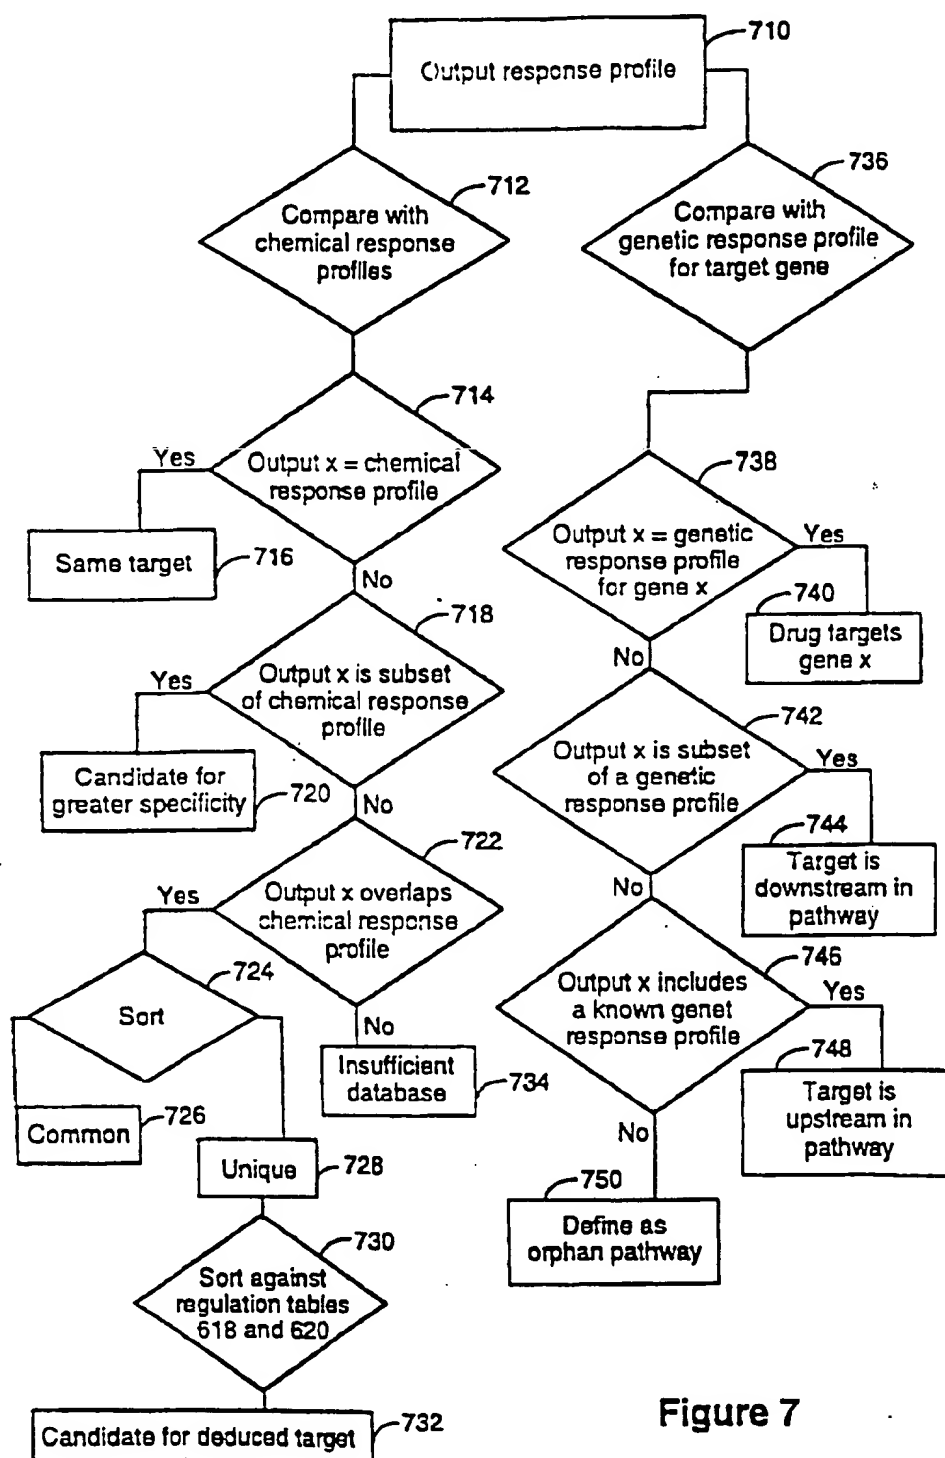 710
Output response profile
712
Compare with
chemical response
profiles
736
Compare with
genetic response profile
for target gene
714
Output x = chemical
response profile
Yes
Same target
716
No
718
Output x is subset
of chemical response
profile
Yes
Candidate for
greater specificity
720
No
722
Output x overlaps
chemical response
profile
Yes
724
Sort
No
Insufficient
database
734
Common
726
Unique
728
730
Sort against
regulation tables
618 and 620
Candidate for deduced target
732
738
Output x = genetic
response profile
for gene x
Yes
740
Drug targets
gene x
No
742
Output x is subset
of a genetic
response profile
Yes
744
Target is
downstream in
pathway
No
746
Output x includes
a known genet
response profile
Yes
748
Target is
upstream in
pathway
No
750
Define as
orphan pathway
Figure 7